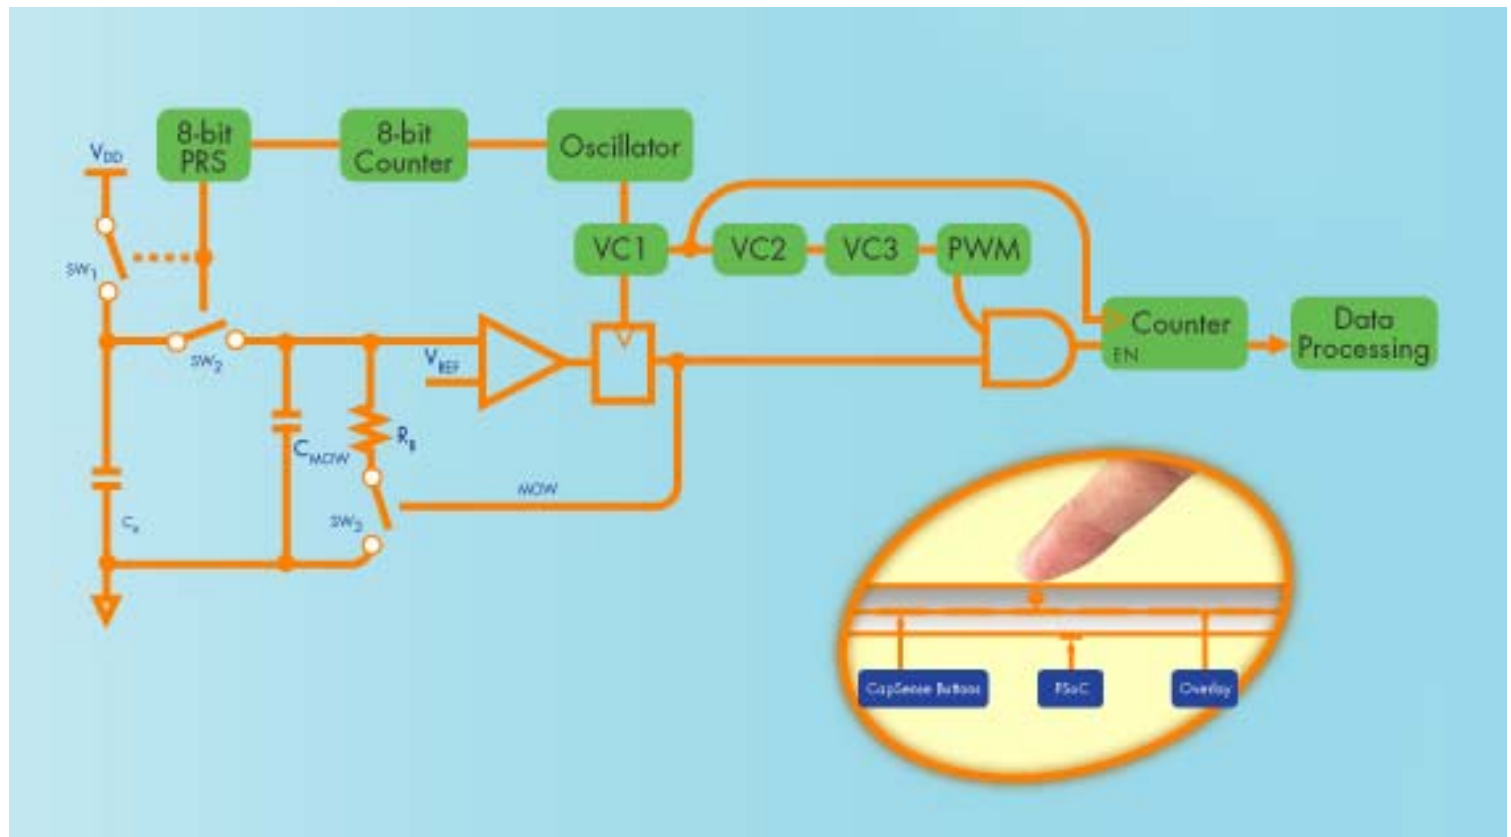 8-bit
PRS
8-bit
Counter
Oscillator
VDD
SW1
VC1
VC2
VC3
PWM
SW2
VREF
Counter
EN
Data
Processing
CMOW
RB
SW3
MOW
Cx
CapSense Buttons
PSoC
Overlay